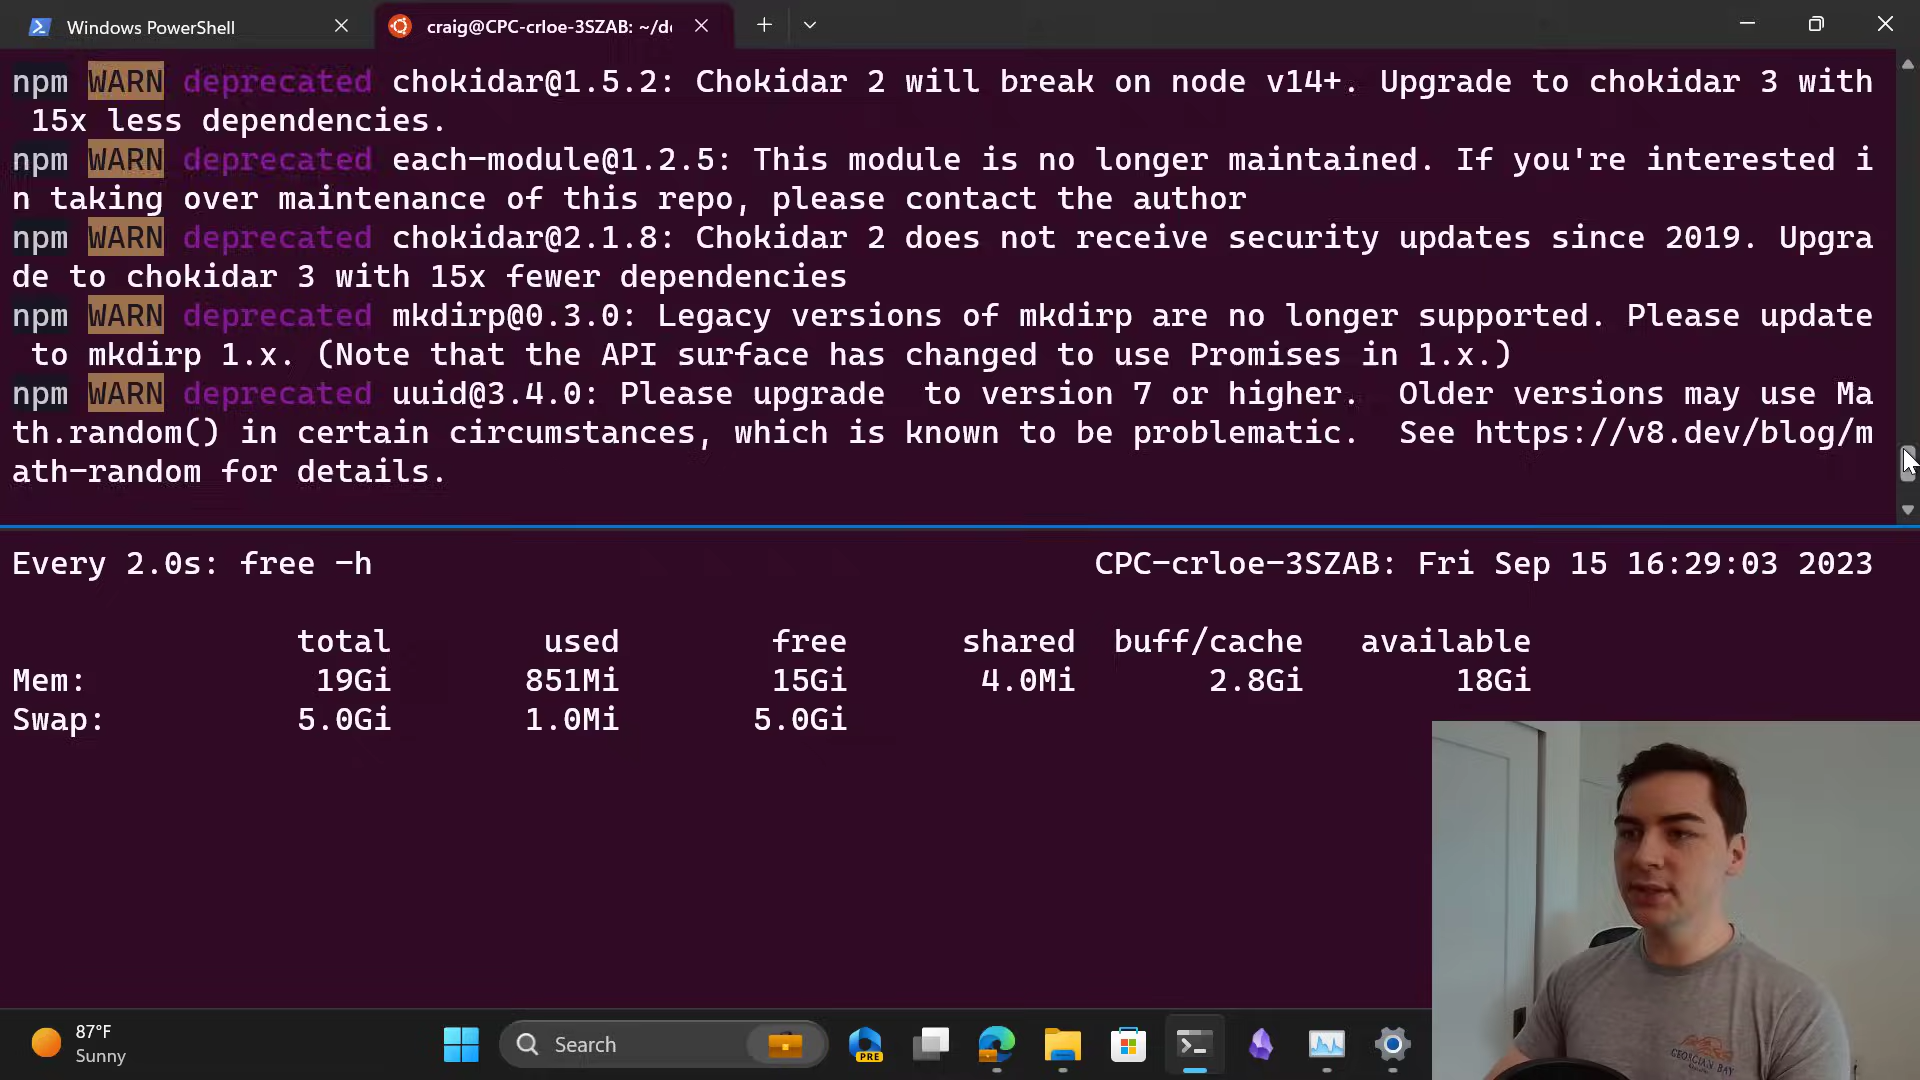 Windows PowerShell
craig@CPC-crloe-3SZAB: ~/d
npm WARN deprecated chokidar@1.5.2: Chokidar 2 will break on node v14+. Upgrade to chokidar 3 with
15x less dependencies.
npm WARN deprecated each-module@1.2.5: This module is no longer maintained. If you're interested i
n taking over maintenance of this repo, please contact the author
npm WARN deprecated chokidar@2.1.8: Chokidar 2 does not receive security updates since 2019. Upgra
de to chokidar 3 with 15x fewer dependencies
npm WARN deprecated mkdirp@0.3.0: Legacy versions of mkdirp are no longer supported. Please update
to mkdirp 1.x. (Note that the API surface has changed to use Promises in 1.x.)
npm WARN deprecated uuid@3.4.0: Please upgrade  to version 7 or higher.  Older versions may use Ma
th.random() in certain circumstances, which is known to be problematic.  See https://v8.dev/blog/m
ath-random for details.
Every 2.0s: free -h CPC-crloe-3SZAB: Fri Sep 15 16:29:03 2023
total used free shared buff/cache available
Mem: 19Gi 851Mi 15Gi 4.0Mi 2.8Gi 18Gi
Swap: 5.0Gi 1.0Mi 5.0Gi
GEORGIAN BAY
87°F
Sunny
Search
PRE